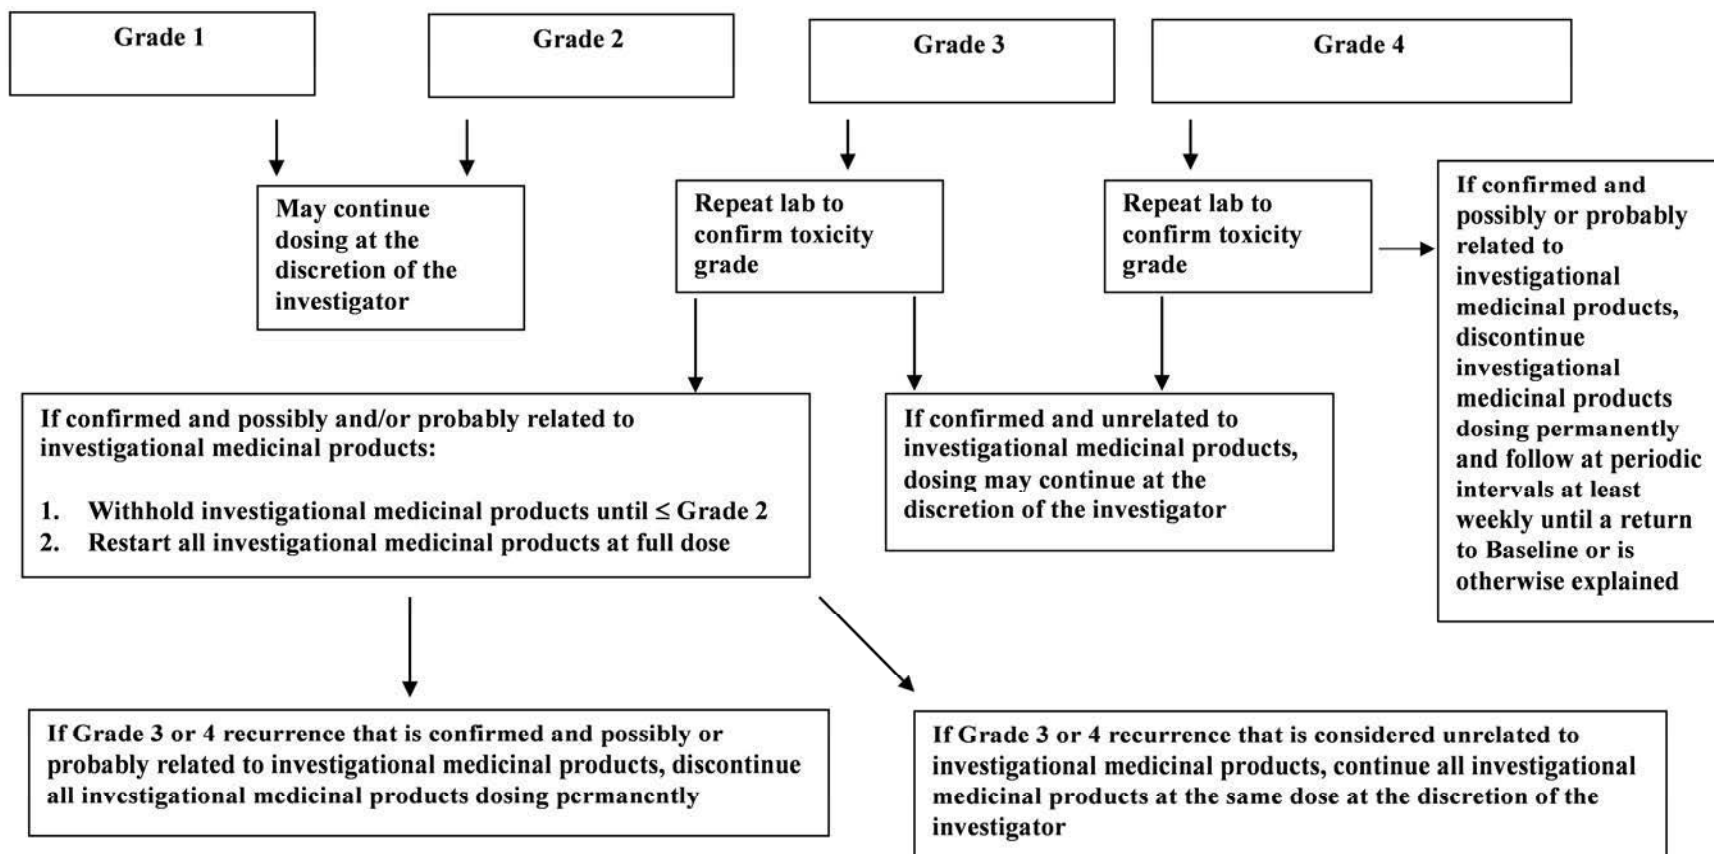 Grade 1
Grade 2
Grade 3
Grade 4
May continue
dosing at the
discretion of the
investigator
Repeat lab to
confirm toxicity
grade
Repeat lab to
confirm toxicity
grade
If confirmed and
possibly or probably
related to
investigational
medicinal products,
discontinue
investigational
medicinal products
dosing permanently
and follow at periodic
intervals at least
weekly until a return
to Baseline or is
otherwise explained
If confirmed and possibly and/or probably related to
investigational medicinal products:
1. Withhold investigational medicinal products until ≤ Grade 2
2. Restart all investigational medicinal products at full dose
If confirmed and unrelated to
investigational medicinal products,
dosing may continue at the
discretion of the investigator
If Grade 3 or 4 recurrence that is confirmed and possibly or
probably related to investigational medicinal products, discontinue
all investigational medicinal products dosing permanently
If Grade 3 or 4 recurrence that is considered unrelated to
investigational medicinal products, continue all investigational
medicinal products at the same dose at the discretion of the
investigator